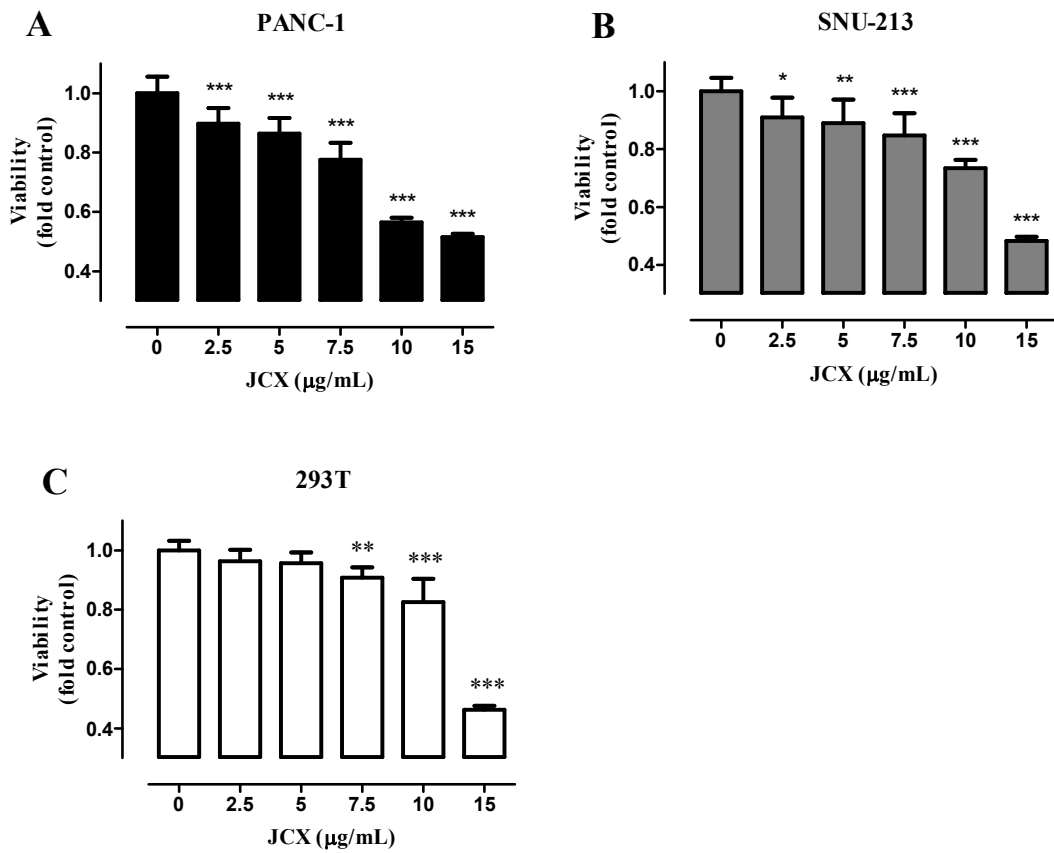 A
PANC-1
Viability
(fold control)
1.0
0.8
0.6
0.4
***
***
***
***
***
0
2.5
5
7.5
10
15
JCX (μg/mL)
B
SNU-213
Viability
(fold control)
1.0
0.8
0.6
0.4
*
**
***
***
***
0
2.5
5
7.5
10
15
JCX (μg/mL)
C
293T
Viability
(fold control)
1.0
0.8
0.6
0.4
**
***
***
0
2.5
5
7.5
10
15
JCX (μg/mL)